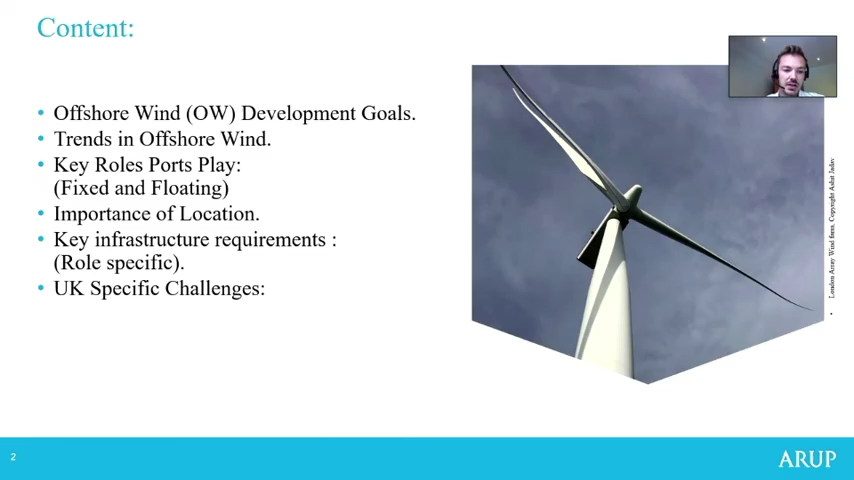 Content:
• Offshore Wind (OW) Development Goals.
• Trends in Offshore Wind.
• Key Roles Ports Play:
(Fixed and Floating)
• Importance of Location.
• Key infrastructure requirements :
(Role specific).
• UK Specific Challenges:
• London Array Wind farm. Copyright Ashit Jadav
2
ARUP